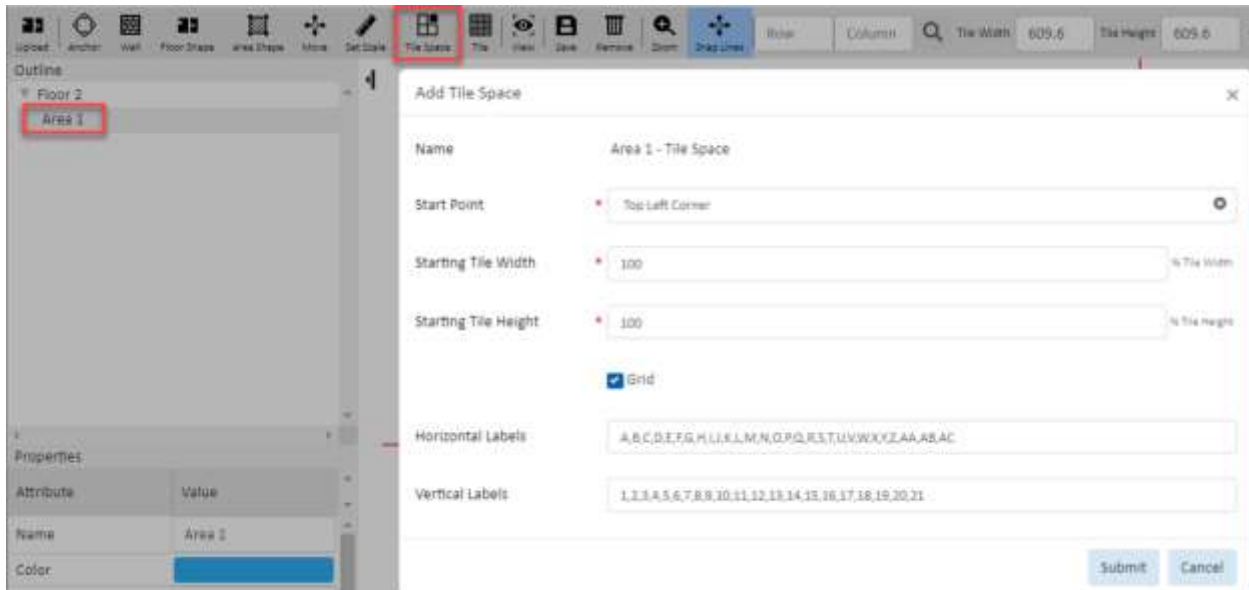 Upload Anchor Wall Floor Shape Area Shape Move Set Scale Tile Space Tile View Save Remove Zoom Snap Lines Row Column Tile Width 609.6 Tile Height 609.6
Outline
Floor 2
Area 1
Add Tile Space
Name Area 1 - Tile Space
Start Point * Top Left Corner
Starting Tile Width * 100 % Tile Width
Starting Tile Height * 100 % Tile Height
Grid
Horizontal Labels A,B,C,D,E,F,G,H,I,J,K,L,M,N,O,P,Q,R,S,T,U,V,W,X,Y,Z,AA,AB,AC
Properties
Vertical Labels 1,2,3,4,5,6,7,8,9,10,11,12,13,14,15,16,17,18,19,20,21
Attribute Value
Name Area 1
Color
Submit Cancel